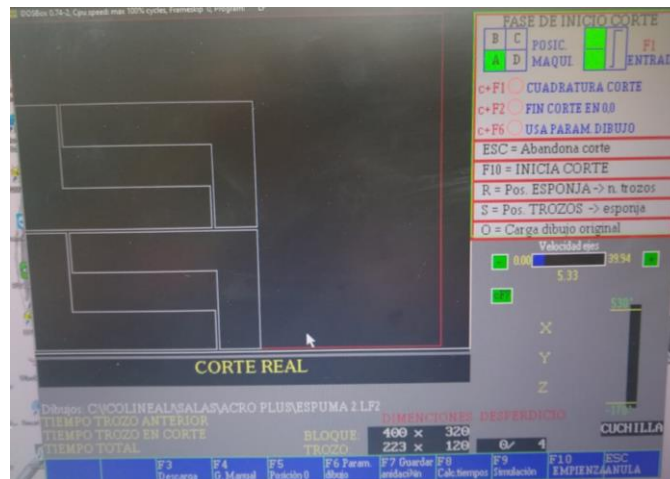 DOSBox 0.74-2, Cpu speed: max 100% cycles, Frameskip 0, Program:
FASE DE INICIO CORTE
B C
A D
POSIC.
MAQUI.
F1
ENTRAD
c+F1 CUADRATURA CORTE
c+F2 FIN CORTE EN 0,0
c+F6 USA PARAM. DIBUJO
ESC = Abandona corte
F10 = INICIA CORTE
R = Pos. ESPONJA -> n. trozos
S = Pos. TROZOS -> esponja
O = Carga dibujo original
Velocidad ejes
- 0.00 39.94 +
5.33
X
Y
Z
CUCHILLA
CORTE REAL
Dibujos: C:\COLINEAL\SALAS\ACRO PLUS\ESPUMA 2.LF2
TIEMPO TROZO ANTERIOR
TIEMPO TROZO EN CORTE
TIEMPO TOTAL
DIMENCIONES DESPERDICIO
BLOQUE: 400 x 320
TROZO 223 x 120 0/ 4
F3 Descarga
F4 G. Manual
F5 Posición 0
F6 Param. dibujo
F7 Guardar
F8 Calc.tiempos
F9 Simulación
F10 EMPIENZA
ESC ANULA